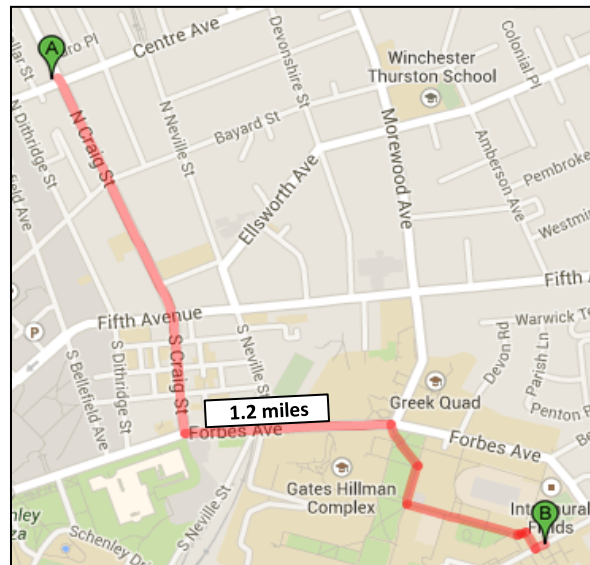 A
Centre Ave
N Dithridge St
N Craig St
N Neville St
Devonshire St
Bayard St
Winchester
Thurston School
Colonial Pl
Morewood Ave
Amberson Ave
Ellsworth Ave
Pembroke
Westmin
Fifth Avenue
Fifth A
P
S Bellefield Ave
S Dithridge St
S Craig St
S Neville St
Warwick Te
Devon Rd
Parish Ln
Penton
1.2 miles
Forbes Ave
Greek Quad
Forbes Ave
Gates Hillman
Complex
S Neville St
B
Schenley Dr